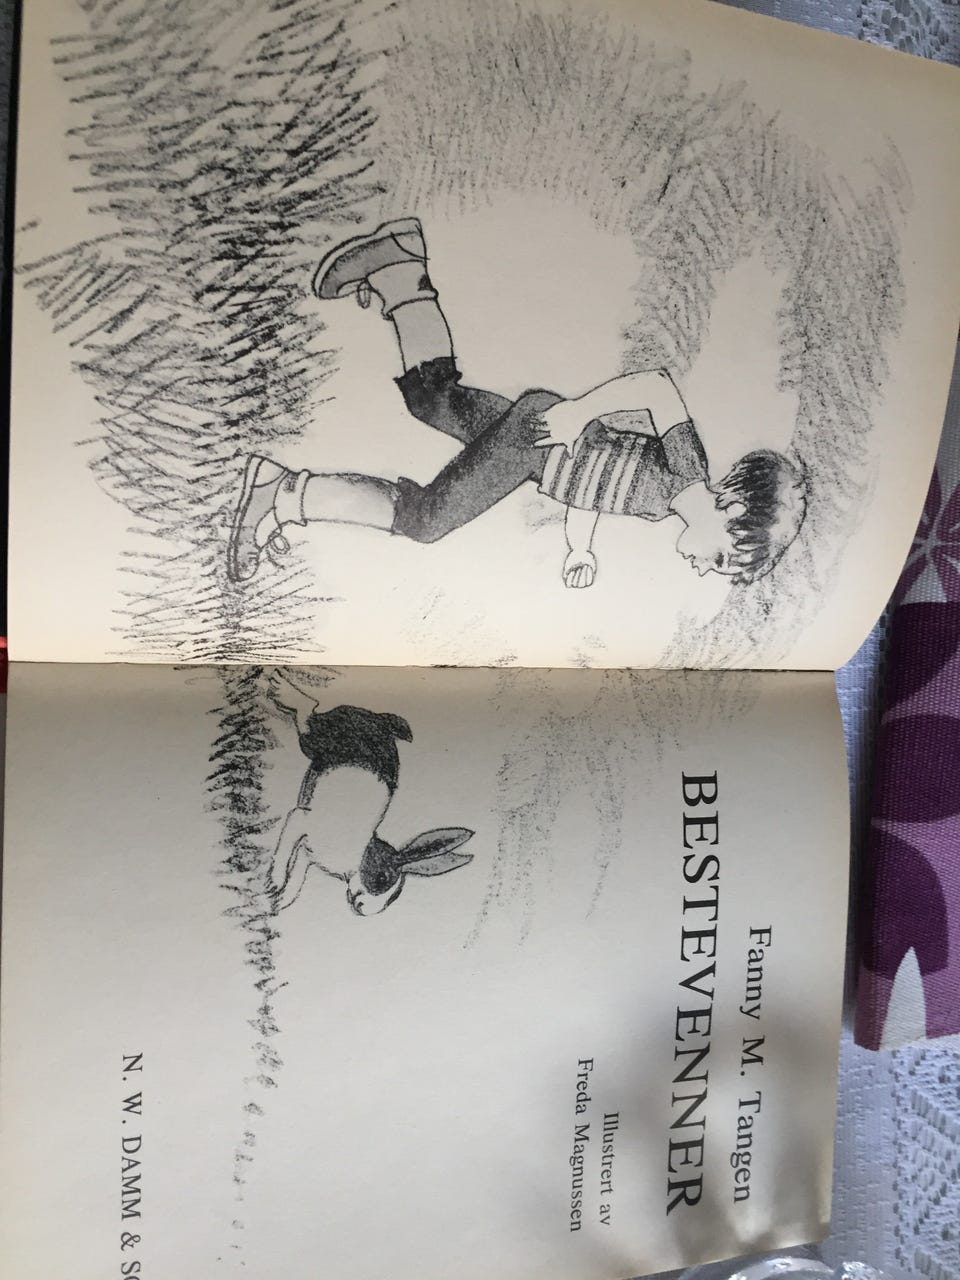 Fanny M. Tangen
BESTEVENNER
Illustrert av
Freda Magnussen
N. W. DAMM & S